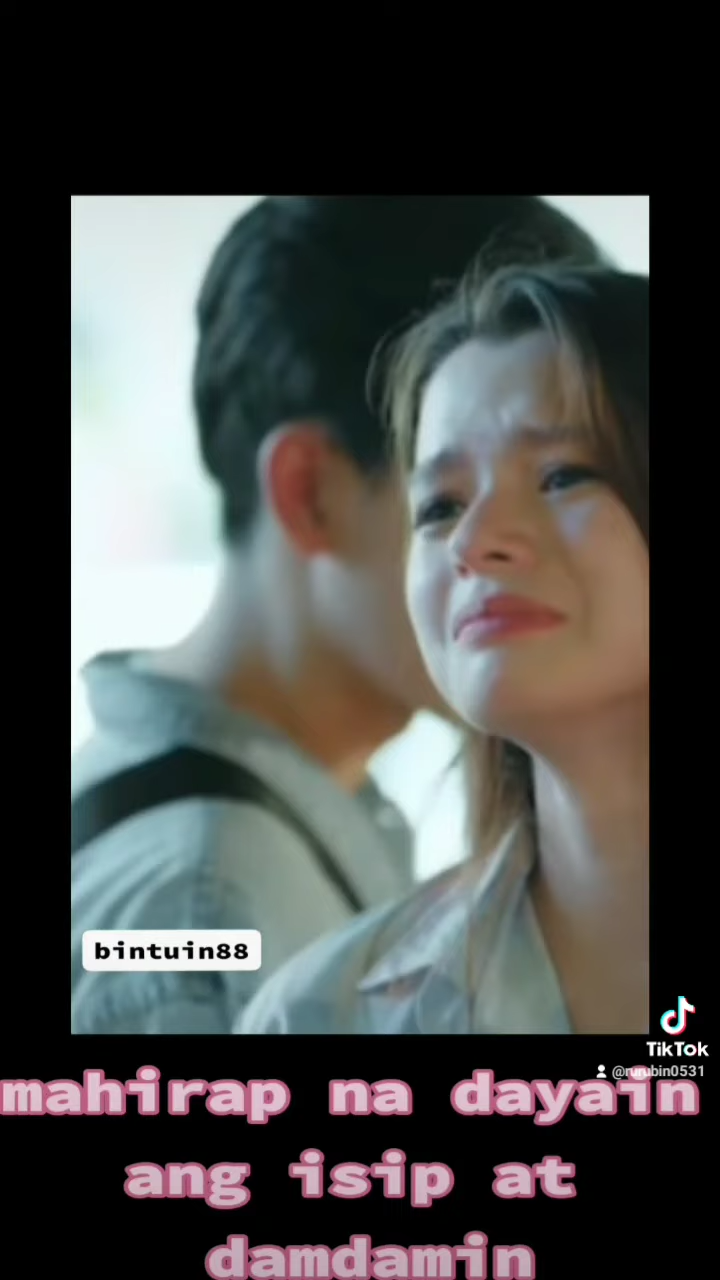 bintuin88
TikTok
@rurubin0531
mahirap na dayain
ang isip at
damdamin